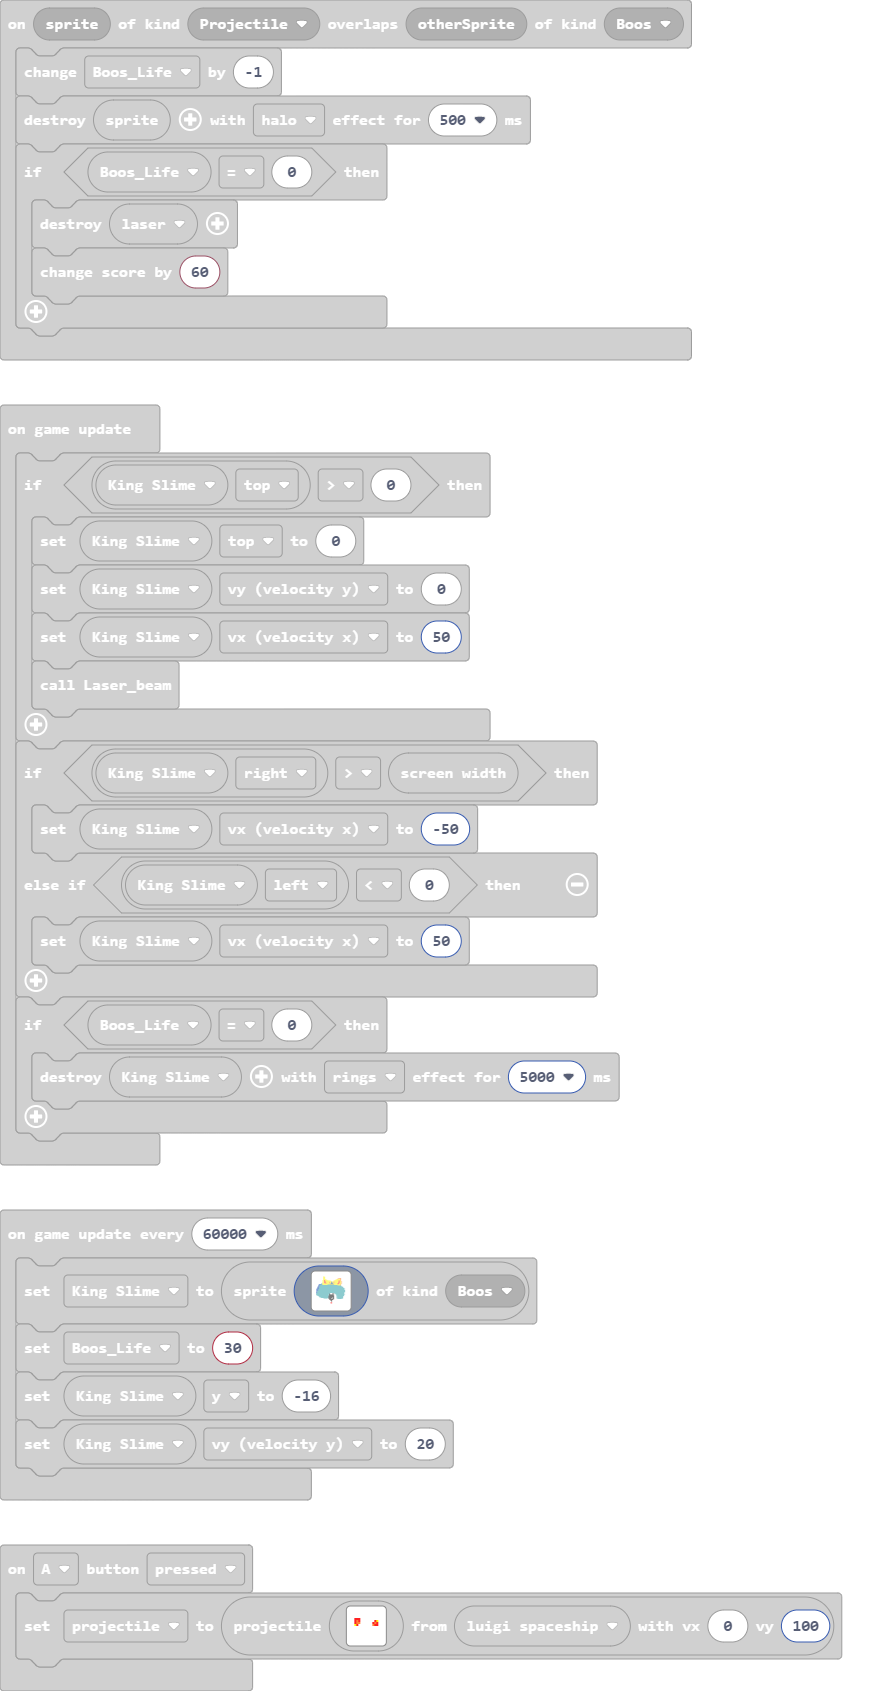 on sprite of kind Projectile overlaps otherSprite of kind Boos
change Boos_Life by -1
destroy sprite with halo effect for 500 ms
if Boos_Life = 0 then
destroy laser
change score by 60
on game update
if King Slime top > 0 then
set King Slime top to 0
set King Slime vy (velocity y) to 0
set King Slime vx (velocity x) to 50
call Laser_beam
if King Slime right > screen width then
set King Slime vx (velocity x) to -50
else if King Slime left < 0 then
set King Slime vx (velocity x) to 50
if Boos_Life = 0 then
destroy King Slime with rings effect for 5000 ms
on game update every 60000 ms
set King Slime to sprite of kind Boos
set Boos_Life to 30
set King Slime y to -16
set King Slime vy (velocity y) to 20
on A button pressed
set projectile to projectile from luigi spaceship with vx 0 vy 100